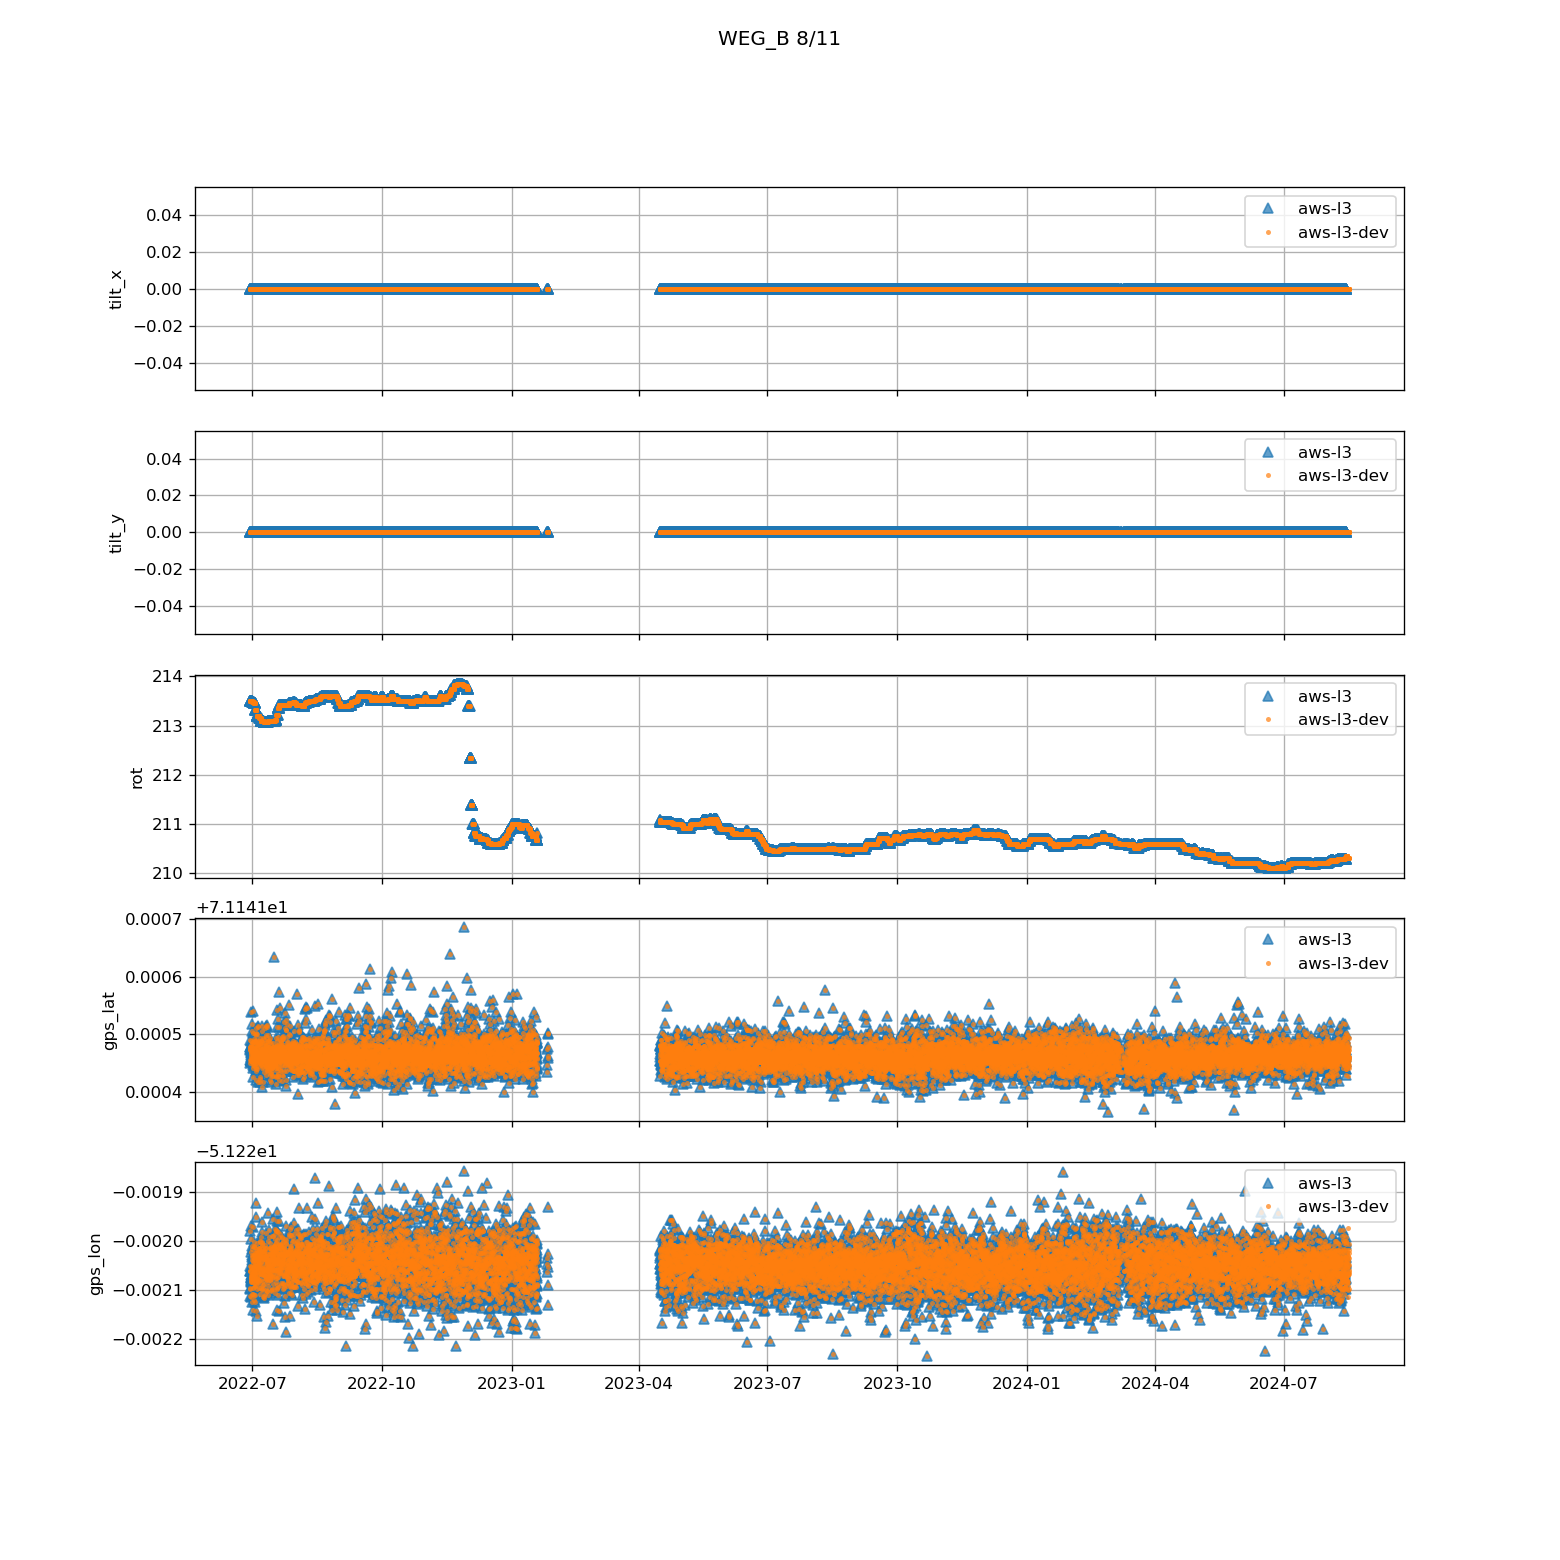 WEG_B 8/11
0.04
0.02
0.00
−0.02
−0.04
tilt_x
aws-l3
aws-l3-dev
0.04
0.02
0.00
−0.02
−0.04
tilt_y
aws-l3
aws-l3-dev
214
213
212
211
210
rot
aws-l3
aws-l3-dev
+7.1141e1
0.0007
0.0006
0.0005
0.0004
gps_lat
aws-l3
aws-l3-dev
−5.122e1
−0.0019
−0.0020
−0.0021
−0.0022
gps_lon
aws-l3
aws-l3-dev
2022-07 2022-10 2023-01 2023-04 2023-07 2023-10 2024-01 2024-04 2024-07